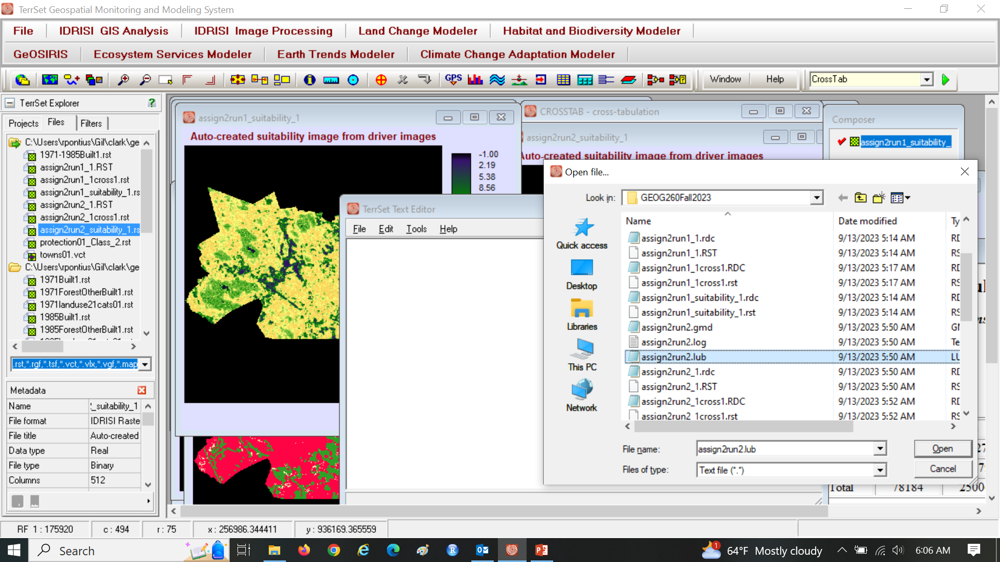 TerrSet Geospatial Monitoring and Modeling System
File IDRISI GIS Analysis IDRISI Image Processing Land Change Modeler Habitat and Biodiversity Modeler
GeOSIRIS Ecosystem Services Modeler Earth Trends Modeler Climate Change Adaptation Modeler
GPS Window Help CrossTab
TerrSet Explorer ?
Projects Files Filters
C:\Users\rpontius\Gil\clark\ge
1971-1985Built1.rst
assign2run1_1.RST
assign2run1_1cross1.rst
assign2run1_suitability_1.rs
assign2run2_1.RST
assign2run2_1cross1.rst
assign2run2_suitability_1.rs
protection01_Class_2.rst
towns01.vct
C:\Users\rpontius\Gil\clark\ge
1971Built1.rst
1971ForestOtherBuilt1.rst
1971landuse21cats01.rst
1985Built1.rst
1985ForestOtherBuilt1.rst
.rst,*.rgf,*.tsf,*.vct,*.vlx,*.vgf,*.map
Metadata
Name _suitability_1
File format IDRISI Raste
File title Auto-created
Data type Real
File type Binary
Columns 512
assign2run1_suitability_1
Auto-created suitability image from driver images
-1.00
2.19
5.38
8.56
CROSSTAB - cross-tabulation
assign2run2_suitability_1
Auto-created suitability image from driver images
Composer
assign2run1_suitability_
TerrSet Text Editor
File Edit Tools Help
Open file...
Look in: GEOG260Fall2023
Quick access
Desktop
Libraries
This PC
Network
Name Date modified Ty
assign2run1_1.rdc 9/13/2023 5:14 AM RD
assign2run1_1.RST 9/13/2023 5:14 AM RS
assign2run1_1cross1.RDC 9/13/2023 5:17 AM RD
assign2run1_1cross1.rst 9/13/2023 5:17 AM RS
assign2run1_suitability_1.rdc 9/13/2023 5:14 AM RD
assign2run1_suitability_1.rst 9/13/2023 5:14 AM RS
assign2run2.gmd 9/13/2023 5:50 AM GM
assign2run2.log 9/13/2023 5:50 AM Te
assign2run2.lub 9/13/2023 5:50 AM LU
assign2run2_1.rdc 9/13/2023 5:50 AM RD
assign2run2_1.RST 9/13/2023 5:50 AM RS
assign2run2_1cross1.RDC 9/13/2023 5:52 AM RD
assign2run2_1cross1.rst 9/13/2023 5:52 AM RS
File name: assign2run2.lub Open
Files of type: Text file (*.*) Cancel
Total 78184 2500
RF 1 : 175920 c : 494 r : 75 x : 256986.344411 y : 936169.365559
Search 1 64°F Mostly cloudy 6:06 AM